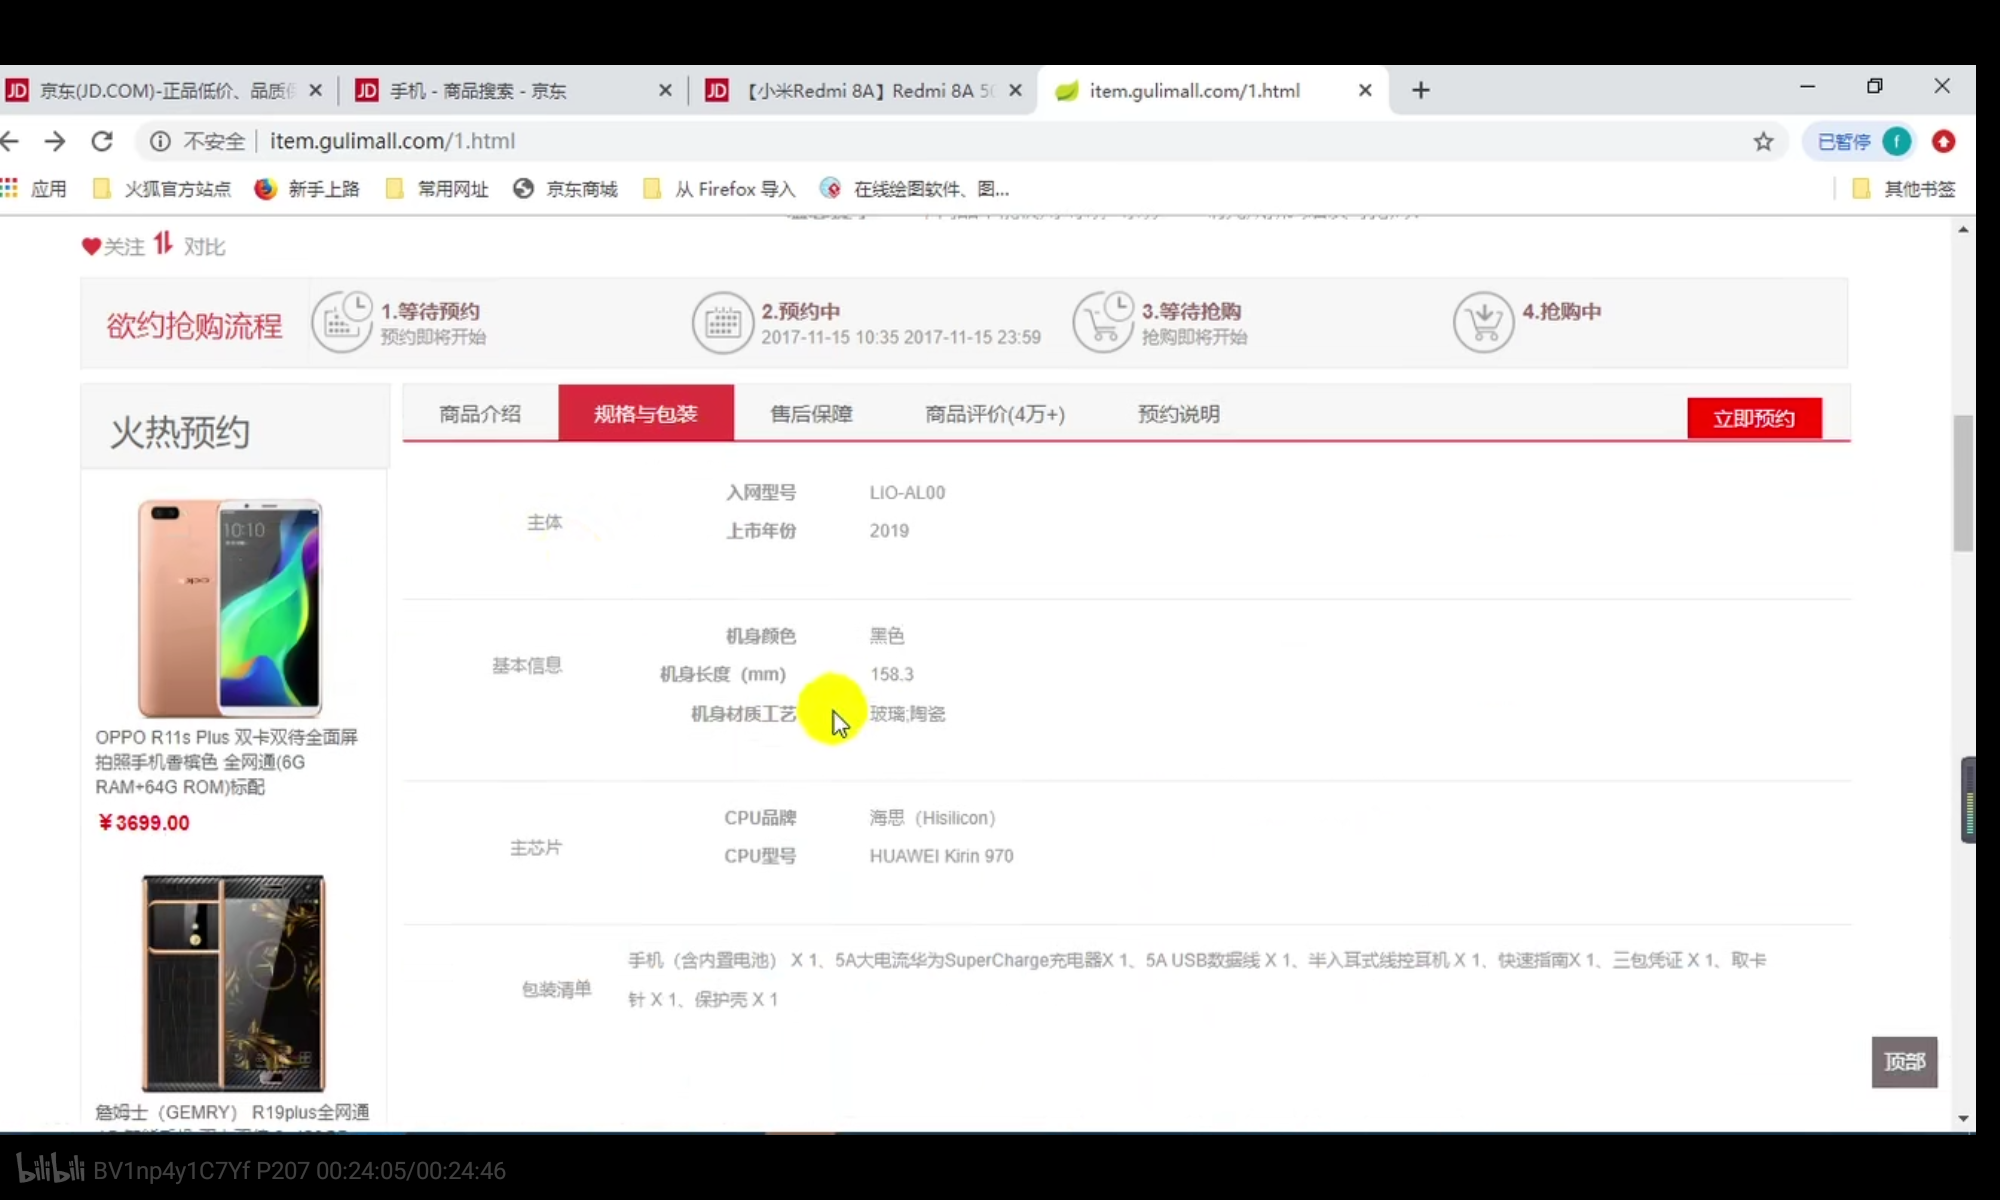 JD 京东(JD.COM)-正品低价、品质
JD 手机 - 商品搜索 - 京东
JD 【小米Redmi 8A】Redmi 8A
item.gulimall.com/1.html
不安全 item.gulimall.com/1.html
已暂停 f
应用 火狐官方站点 新手上路 常用网址 京东商城 从 Firefox 导入 在线绘图软件、图... 其他书签
关注 对比
欲约抢购流程
1.等待预约
预约即将开始
2.预约中
2017-11-15 10:35 2017-11-15 23:59
3.等待抢购
抢购即将开始
4.抢购中
火热预约
商品介绍 规格与包装 售后保障 商品评价(4万+) 预约说明 立即预约
10:10
oppo
OPPO R11s Plus 双卡双待全面屏
拍照手机香槟色 全网通(6G
RAM+64G ROM)标配
￥3699.00
詹姆士（GEMRY） R19plus全网通
主体
入网型号 LIO-AL00
上市年份 2019
基本信息
机身颜色 黑色
机身长度（mm） 158.3
机身材质工艺 玻璃;陶瓷
主芯片
CPU品牌 海思（Hisilicon）
CPU型号 HUAWEI Kirin 970
包装清单
手机（含内置电池） X 1、5A大电流华为SuperCharge充电器X 1、5A USB数据线 X 1、半入耳式线控耳机 X 1、快速指南X 1、三包凭证 X 1、取卡
针 X 1、保护壳 X 1
顶部
bilibili BV1np4y1C7Yf P207 00:24:05/00:24:46